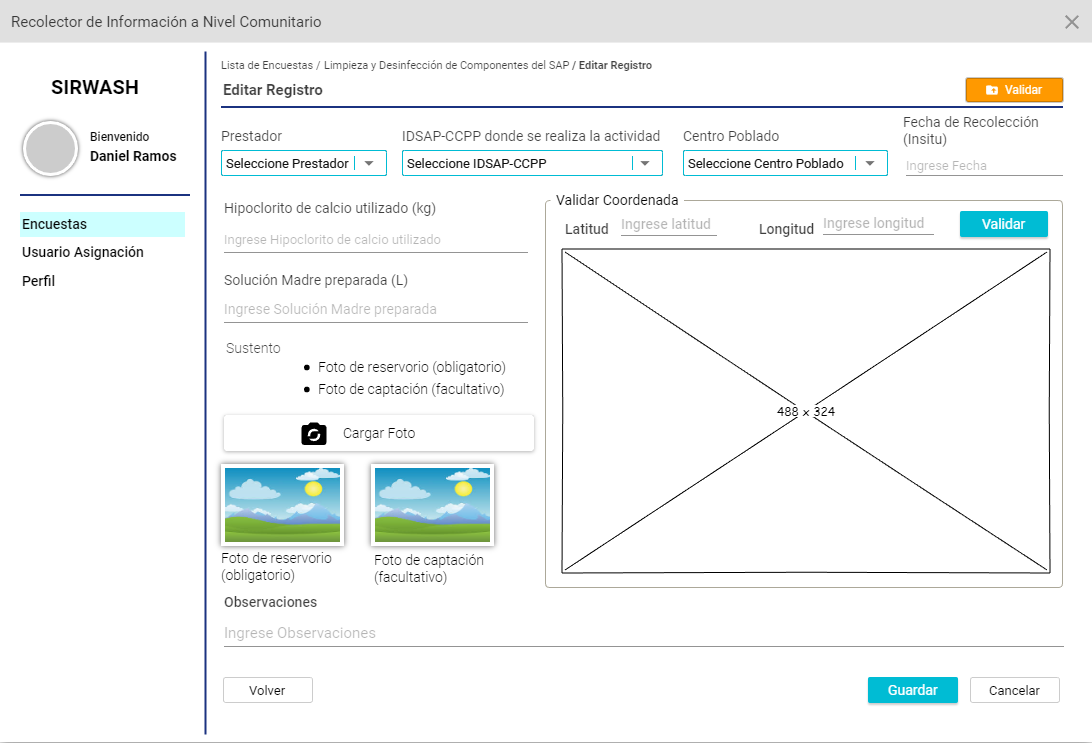 Recolector de Información a Nivel Comunitario
SIRWASH
Bienvenido
Daniel Ramos
Encuestas
Usuario Asignación
Perfil
Lista de Encuestas / Limpieza y Desinfección de Componentes del SAP / Editar Registro
Editar Registro
Validar
Prestador
Seleccione Prestador
IDSAP-CCPP donde se realiza la actividad
Seleccione IDSAP-CCPP
Centro Poblado
Seleccione Centro Poblado
Fecha de Recolección
(Insitu)
Ingrese Fecha
Hipoclorito de calcio utilizado (kg)
Ingrese Hipoclorito de calcio utilizado
Solución Madre preparada (L)
Ingrese Solución Madre preparada
Sustento
• Foto de reservorio (obligatorio)
• Foto de captación (facultativo)
Cargar Foto
Foto de reservorio
(obligatorio)
Foto de captación
(facultativo)
Validar Coordenada
Latitud Ingrese latitud
Longitud Ingrese longitud
Validar
488 x 324
Observaciones
Ingrese Observaciones
Volver
Guardar
Cancelar